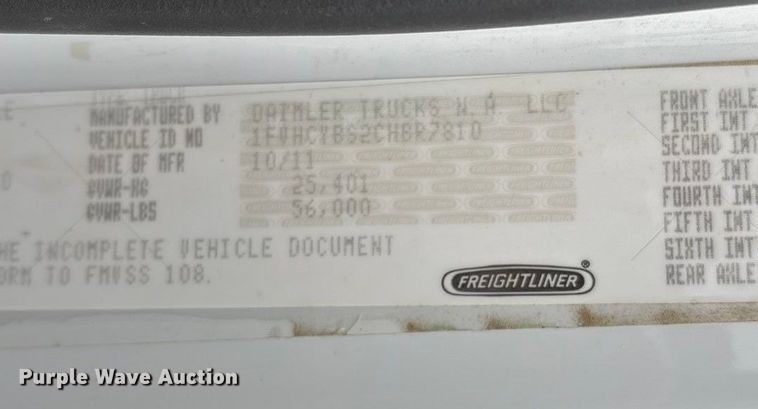 MANUFACTURED BY DAIMLER TRUCKS N.A. LLC
VEHICLE ID NO
DATE OF MFR 10/11
GVWR-KG 25,401
GVWR-LBS 56,000
HE INCOMPLETE VEHICLE DOCUMENT
ORM TO FMVSS 108.
FREIGHTLINER®
FRONT AXLE
FIRST INT
SECOND INT
THIRD INT
FOURTH INT
FIFTH INT
SIXTH INT
REAR AXLE
Purple Wave Auction